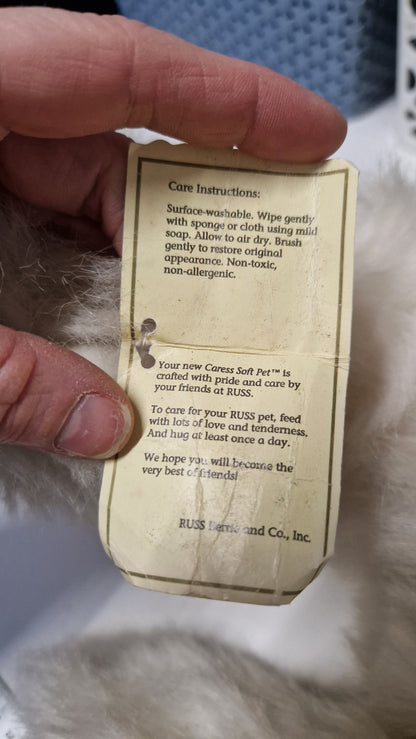 Care Instructions:
Surface-washable. Wipe gently
with sponge or cloth using mild
soap. Allow to air dry. Brush
gently to restore original
appearance. Non-toxic,
non-allergenic.
Your new Caress Soft Pet™ is
crafted with pride and care by
your friends at RUSS.
To care for your RUSS pet, feed
with lots of love and tenderness.
And hug at least once a day.
We hope you will become the
very best of friends!
RUSS Berrie and Co., Inc.